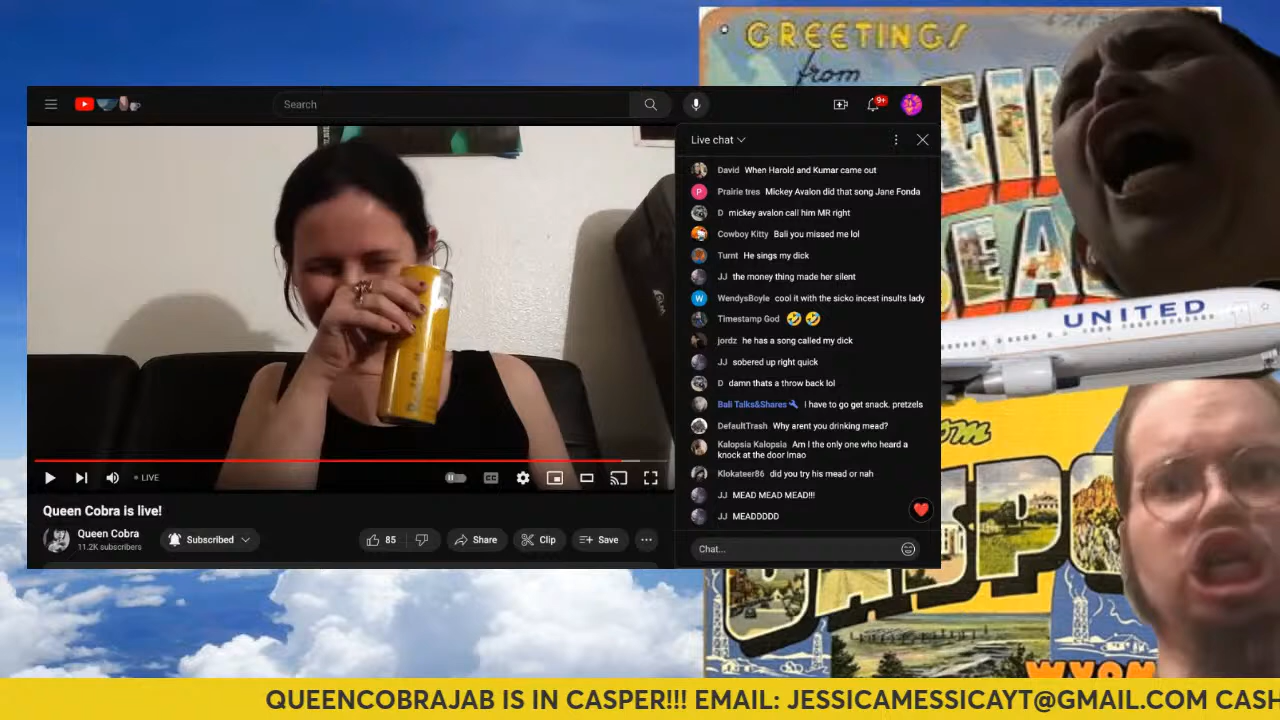 GREETINGS
from
Search
9+
Live chat
David When Harold and Kumar came out
P Prairie tres Mickey Avalon did that song Jane Fonda
D mickey avalon call him MR right
Cowboy Kitty Bali you missed me lol
Turnt He sings my dick
JJ the money thing made her silent
W WendysBoyle cool it with the sicko incest insults lady
Timestamp God 🤣 🤣
jordz he has a song called my dick
JJ sobered up right quick
D damn thats a throw back lol
Bali Talks&Shares I have to go get snack. pretzels
DefaultTrash Why arent you drinking mead?
Kalopsia Kalopsia Am I the only one who heard a
knock at the door lmao
Klokateer86 did you try his mead or nah
JJ MEAD MEAD MEAD!!!
JJ MEADDDDD
Chat...
LIVE
CC
Queen Cobra is live!
Queen Cobra
11.2K subscribers
Subscribed
85
Share
Clip
Save
UNITED
WYOM
QUEENCOBRAJAB IS IN CASPER!!! EMAIL: JESSICAMESSICAYT@GMAIL.COM CASH